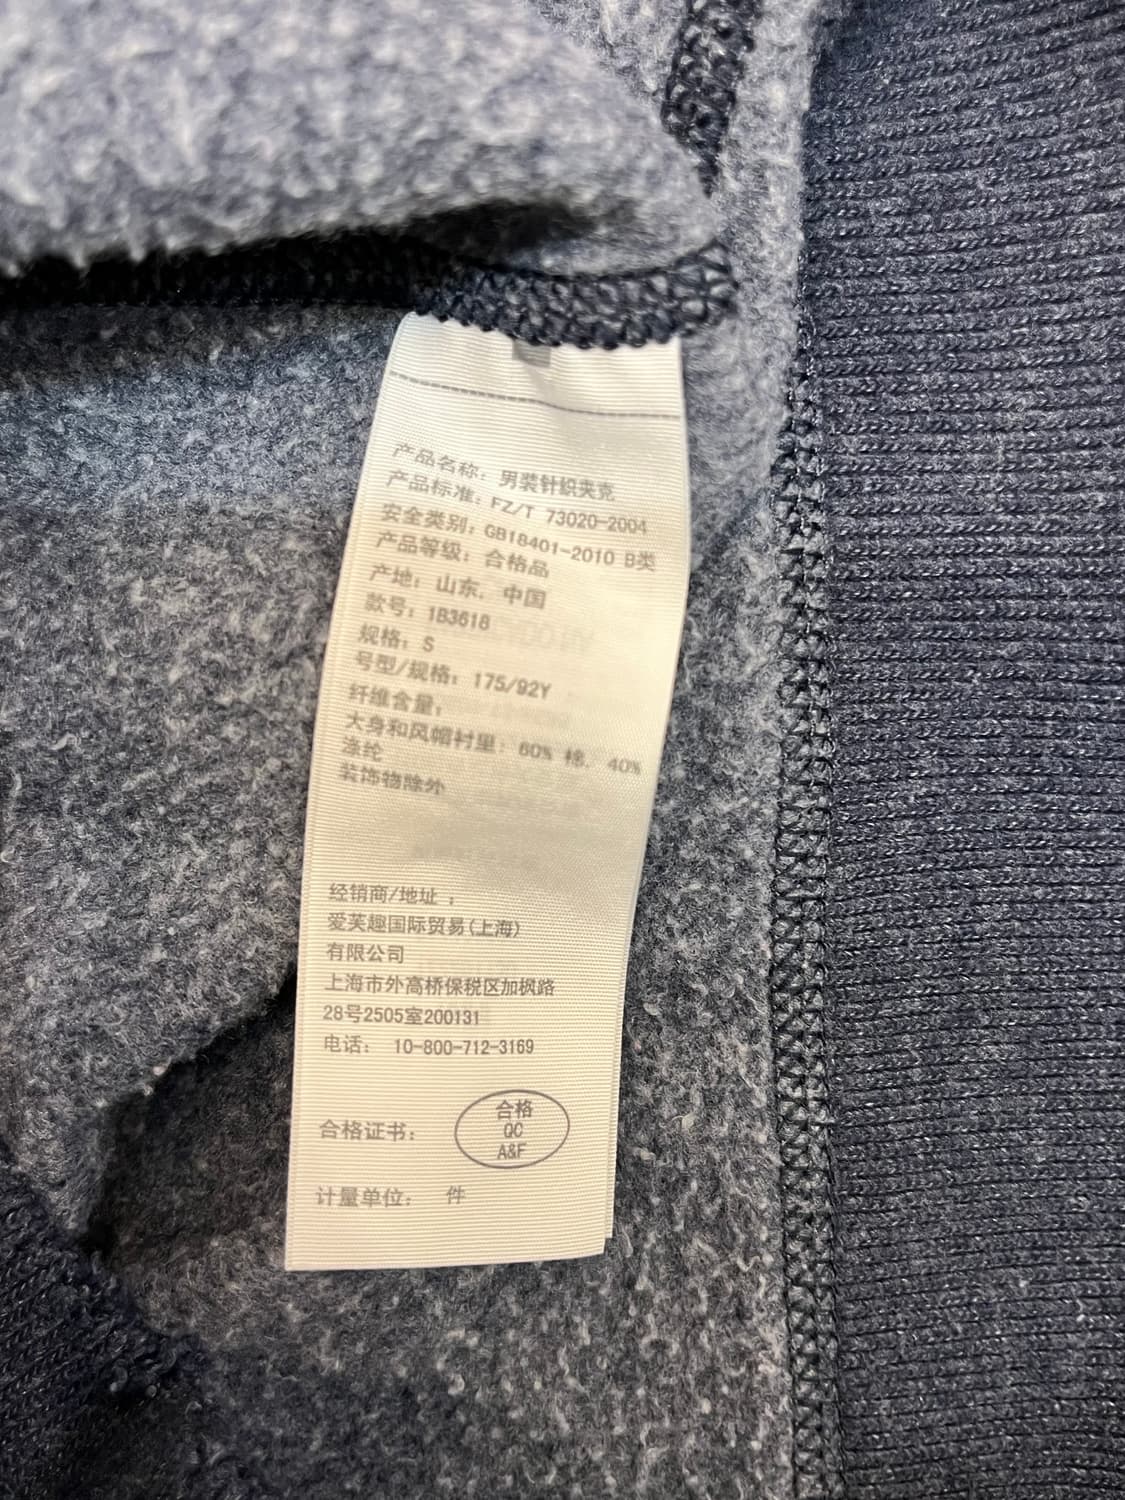 产品名称：男装针织夹克
产品标准：FZ/T 73020-2004
安全类别：GB18401-2010 B类
产品等级：合格品
产地：山东，中国
款号：1B3618
规格：S
号型/规格：175/92Y
纤维含量：
大身和风帽衬里：60% 棉，40%
涤纶
装饰物除外
经销商/地址：
爱芙趣国际贸易(上海)
有限公司
上海市外高桥保税区加枫路
28号2505室200131
电话： 10-800-712-3169
合格证书：
合格
QC
A&F
计量单位： 件